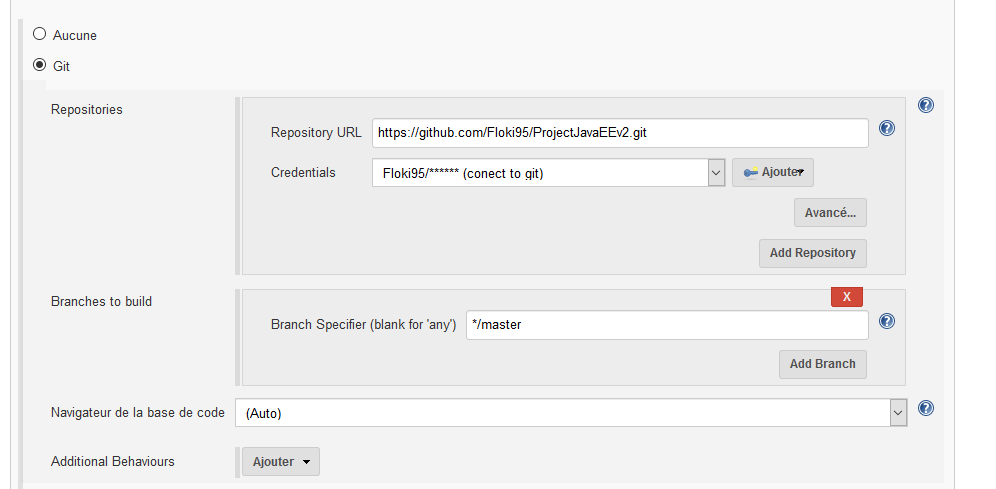 Aucune
Git
Repositories
Repository URL https://github.com/Floki95/ProjectJavaEEv2.git
Credentials Floki95/****** (conect to git) Ajouter
Avancé...
Add Repository
Branches to build
X
Branch Specifier (blank for 'any') */master
Add Branch
Navigateur de la base de code (Auto)
Additional Behaviours Ajouter